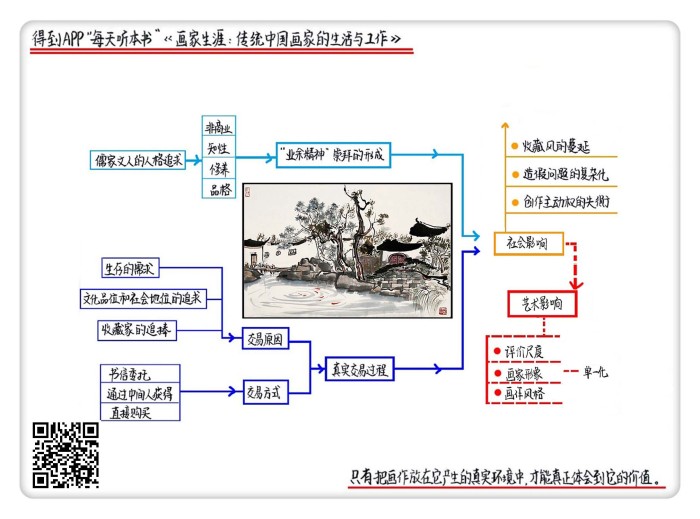 得到APP“每天听本书”《画家生涯：传统中国画家的生活与工作》
儒家文人的人格追求
非商业
知性
修养
品格
“业余精神”崇拜的形成
收藏风的蔓延
造假问题的复杂化
创作主动权的失衡
社会影响
生存的需求
文化品位和社会地位的追求
收藏家的追捧
交易原因
书信委托
通过中间人获得
直接购买
交易方式
真实交易过程
艺术影响
评价尺度
画家形象
画作风格
单一化
只有把画作放在它产生的真实环境中，才能真正体会到它的价值。